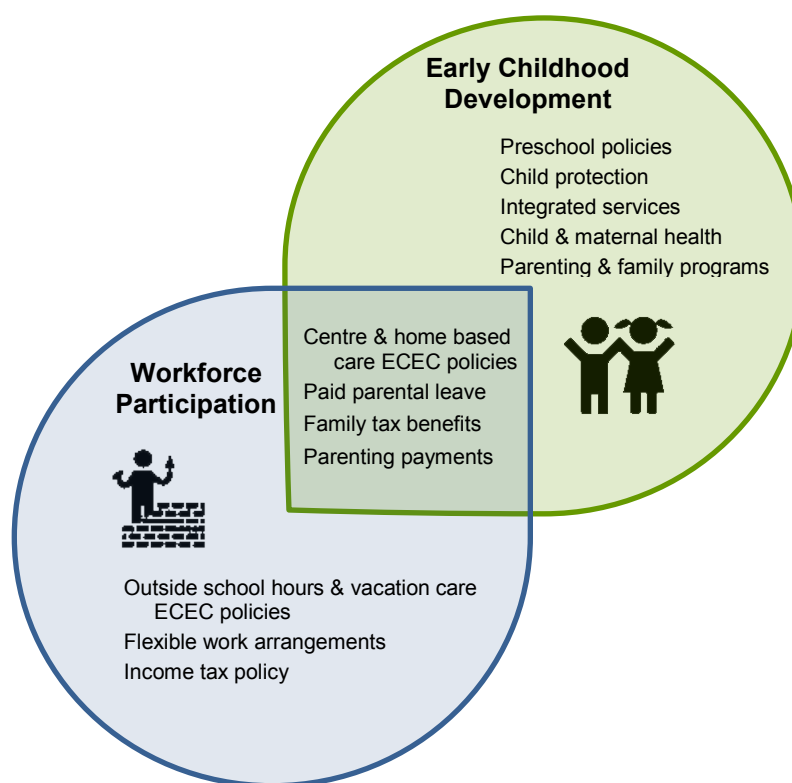 Early Childhood
Development
Preschool policies
Child protection
Integrated services
Child & maternal health
Parenting & family programs
Centre & home based
care ECEC policies
Paid parental leave
Family tax benefits
Parenting payments
Workforce
Participation
Outside school hours & vacation care
ECEC policies
Flexible work arrangements
Income tax policy